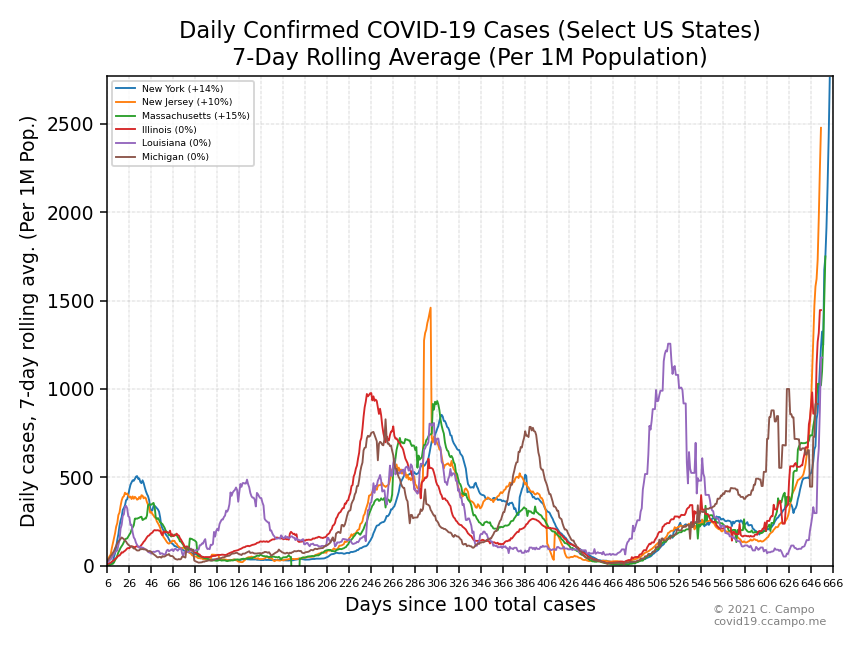 Daily Confirmed COVID-19 Cases (Select US States)
7-Day Rolling Average (Per 1M Population)
Daily cases, 7-day rolling avg. (Per 1M Pop.)
2500
2000
1500
1000
500
0
New York (+14%)
New Jersey (+10%)
Massachusetts (+15%)
Illinois (0%)
Louisiana (0%)
Michigan (0%)
6 26 46 66 86 106 126 146 166 186 206 226 246 266 286 306 326 346 366 386 406 426 446 466 486 506 526 546 566 586 606 626 646 666
Days since 100 total cases
© 2021 C. Campo
covid19.ccampo.me